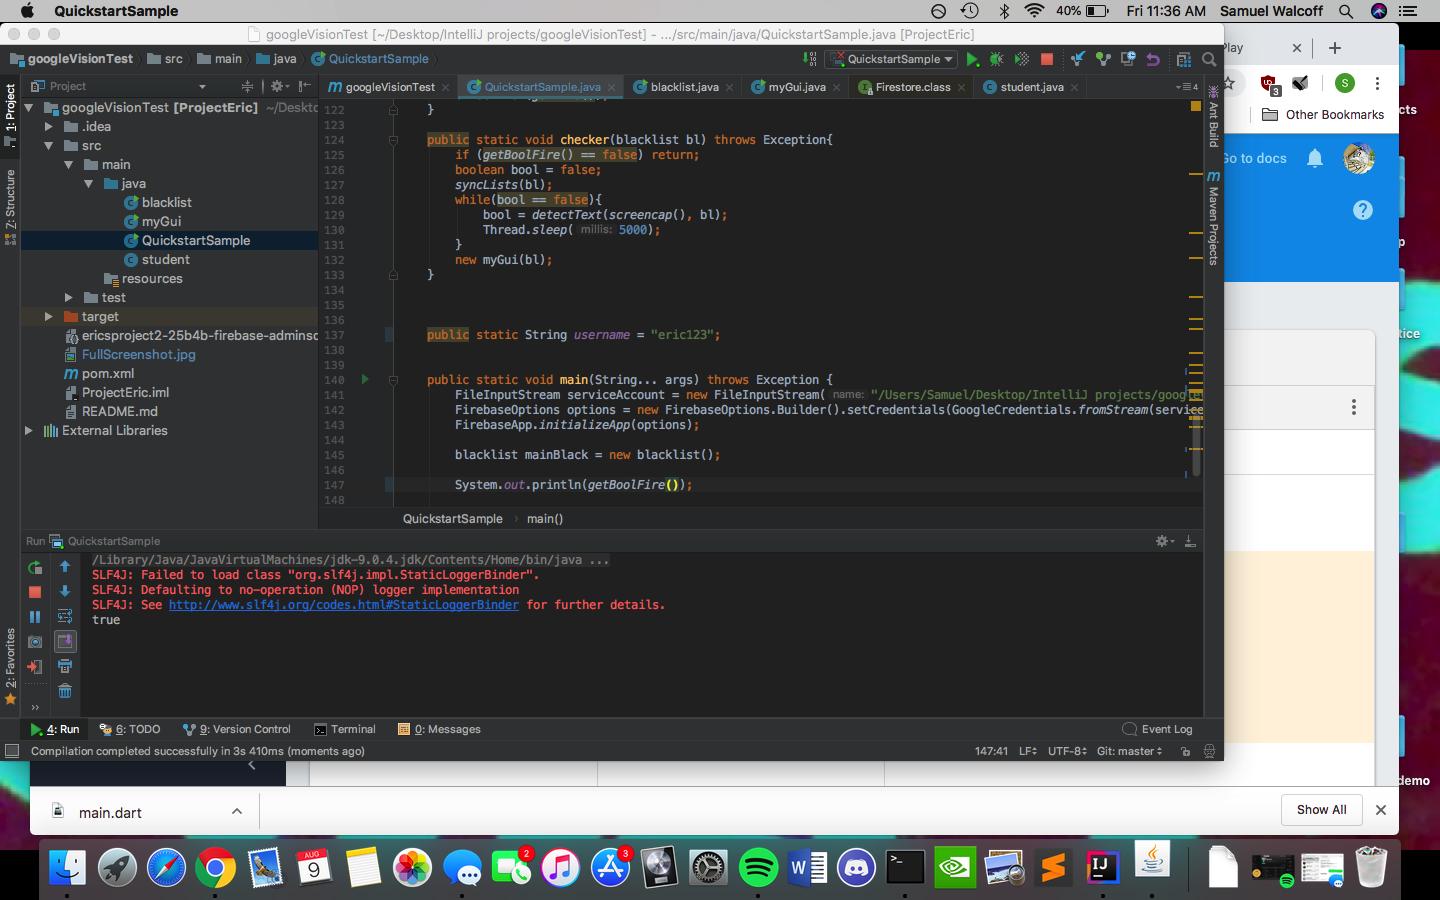 QuickstartSample
40%
Fri 11:36 AM
Samuel Walcoff
googleVisionTest [~/Desktop/IntelliJ projects/googleVisionTest] - .../src/main/java/QuickstartSample.java [ProjectEric]
googleVisionTest
src
main
java
QuickstartSample
QuickstartSample
Project
googleVisionTest
QuickstartSample.java
blacklist.java
myGui.java
Firestore.class
student.java
4
1: Project
7: Structure
2: Favorites
googleVisionTest [ProjectEric] ~/Deskto
.idea
src
main
java
blacklist
myGui
QuickstartSample
student
resources
test
target
ericsproject2-25b4b-firebase-adminsc
FullScreenshot.jpg
pom.xml
ProjectEric.iml
README.md
External Libraries
122 }
123
124 public static void checker(blacklist bl) throws Exception{
125 if (getBoolFire() == false) return;
126 boolean bool = false;
127 syncLists(bl);
128 while(bool == false){
129 bool = detectText(screencap(), bl);
130 Thread.sleep( millis: 5000);
131 }
132 new myGui(bl);
133 }
134
135
136
137 public static String username = "eric123";
138
139
140 public static void main(String... args) throws Exception {
141 FileInputStream serviceAccount = new FileInputStream( name: "/Users/Samuel/Desktop/IntelliJ projects/google
142 FirebaseOptions options = new FirebaseOptions.Builder().setCredentials(GoogleCredentials.fromStream(service
143 FirebaseApp.initializeApp(options);
144
145 blacklist mainBlack = new blacklist();
146
147 System.out.println(getBoolFire());
148
QuickstartSample
main()
Ant Build
Maven Projects
Run QuickstartSample
/Library/Java/JavaVirtualMachines/jdk-9.0.4.jdk/Contents/Home/bin/java ...
SLF4J: Failed to load class "org.slf4j.impl.StaticLoggerBinder".
SLF4J: Defaulting to no-operation (NOP) logger implementation
SLF4J: See http://www.slf4j.org/codes.html#StaticLoggerBinder for further details.
true
4: Run
6: TODO
9: Version Control
Terminal
0: Messages
Event Log
Compilation completed successfully in 3s 410ms (moments ago)
147:41
LF
UTF-8
Git: master
Play
3
S
Other Bookmarks
Go to docs
cts
p
tice
demo
main.dart
Show All
AUG
9
2
3
IJ